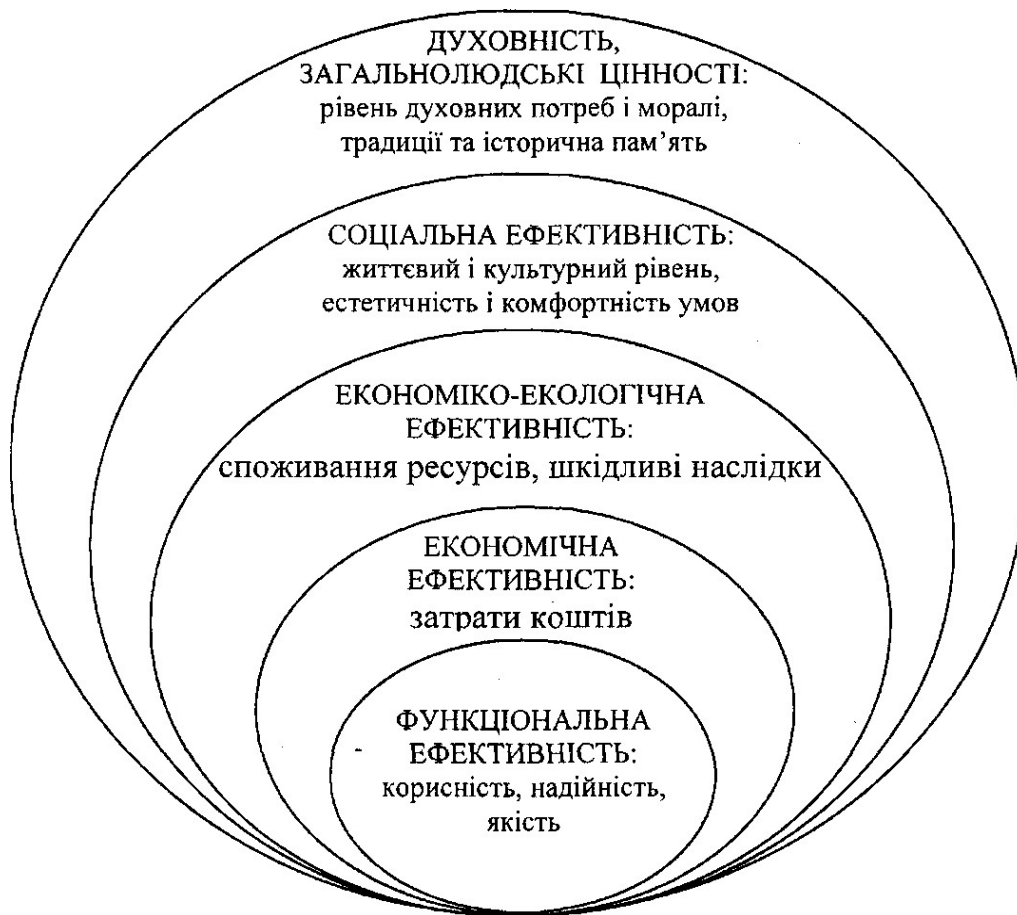 ДУХОВНІСТЬ,
ЗАГАЛЬНОЛЮДСЬКІ ЦІННОСТІ:
рівень духовних потреб і моралі,
традиції та історична пам’ять
СОЦІАЛЬНА ЕФЕКТИВНІСТЬ:
життєвий і культурний рівень,
естетичність і комфортність умов
ЕКОНОМІКО-ЕКОЛОГІЧНА
ЕФЕКТИВНІСТЬ:
споживання ресурсів, шкідливі наслідки
ЕКОНОМІЧНА
ЕФЕКТИВНІСТЬ:
затрати коштів
ФУНКЦІОНАЛЬНА
ЕФЕКТИВНІСТЬ:
корисність, надійність,
якість